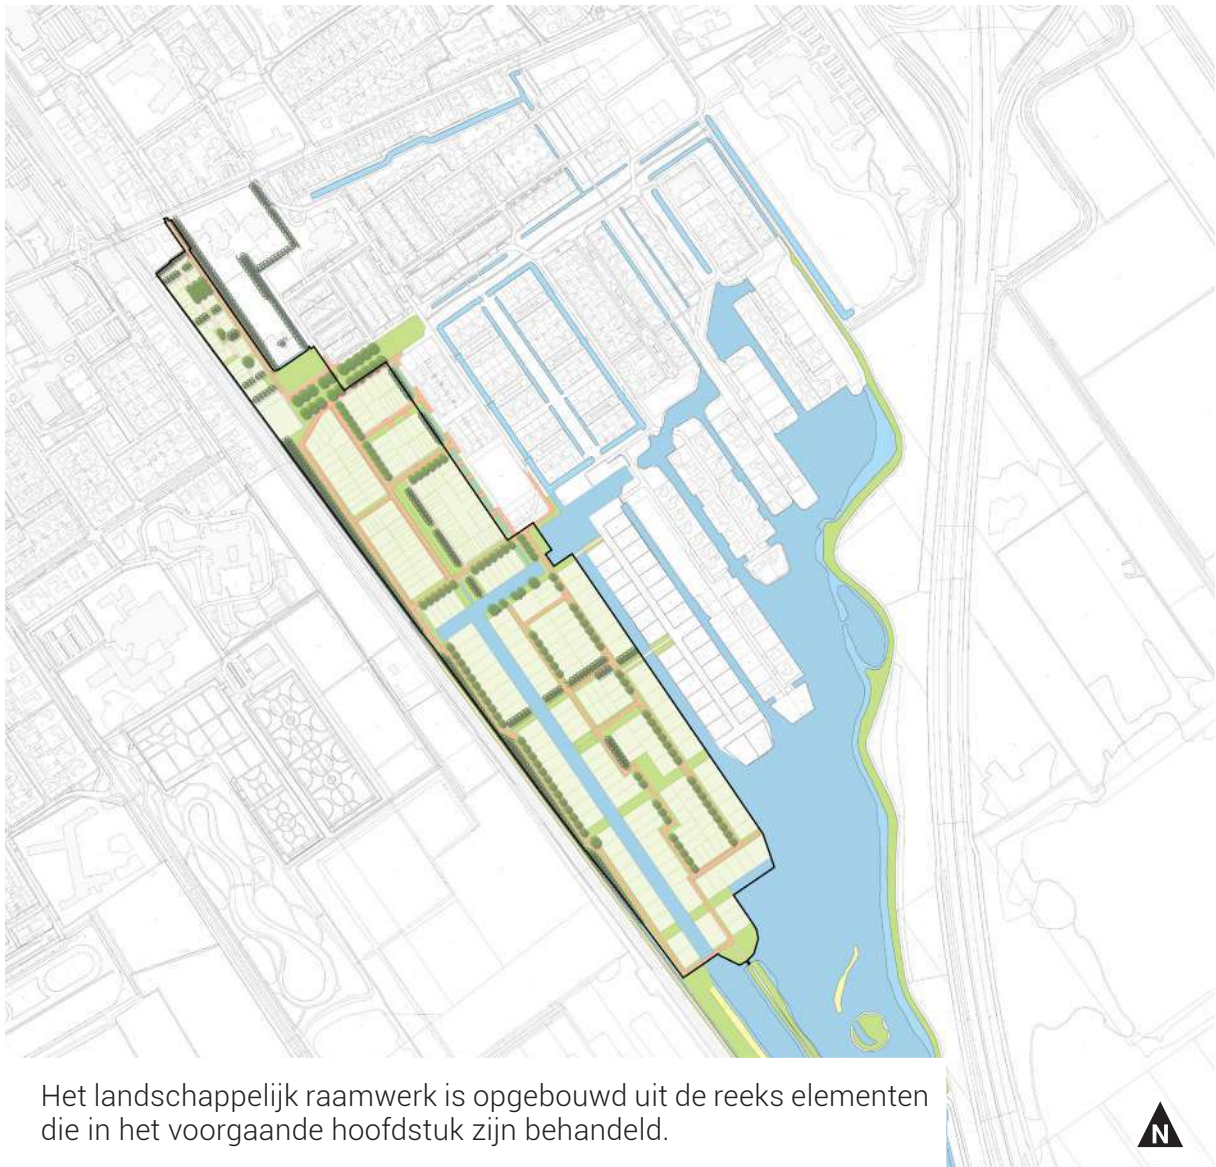 Het landschappelijk raamwerk is opgebouwd uit de reeks elementen
die in het voorgaande hoofdstuk zijn behandeld.
N